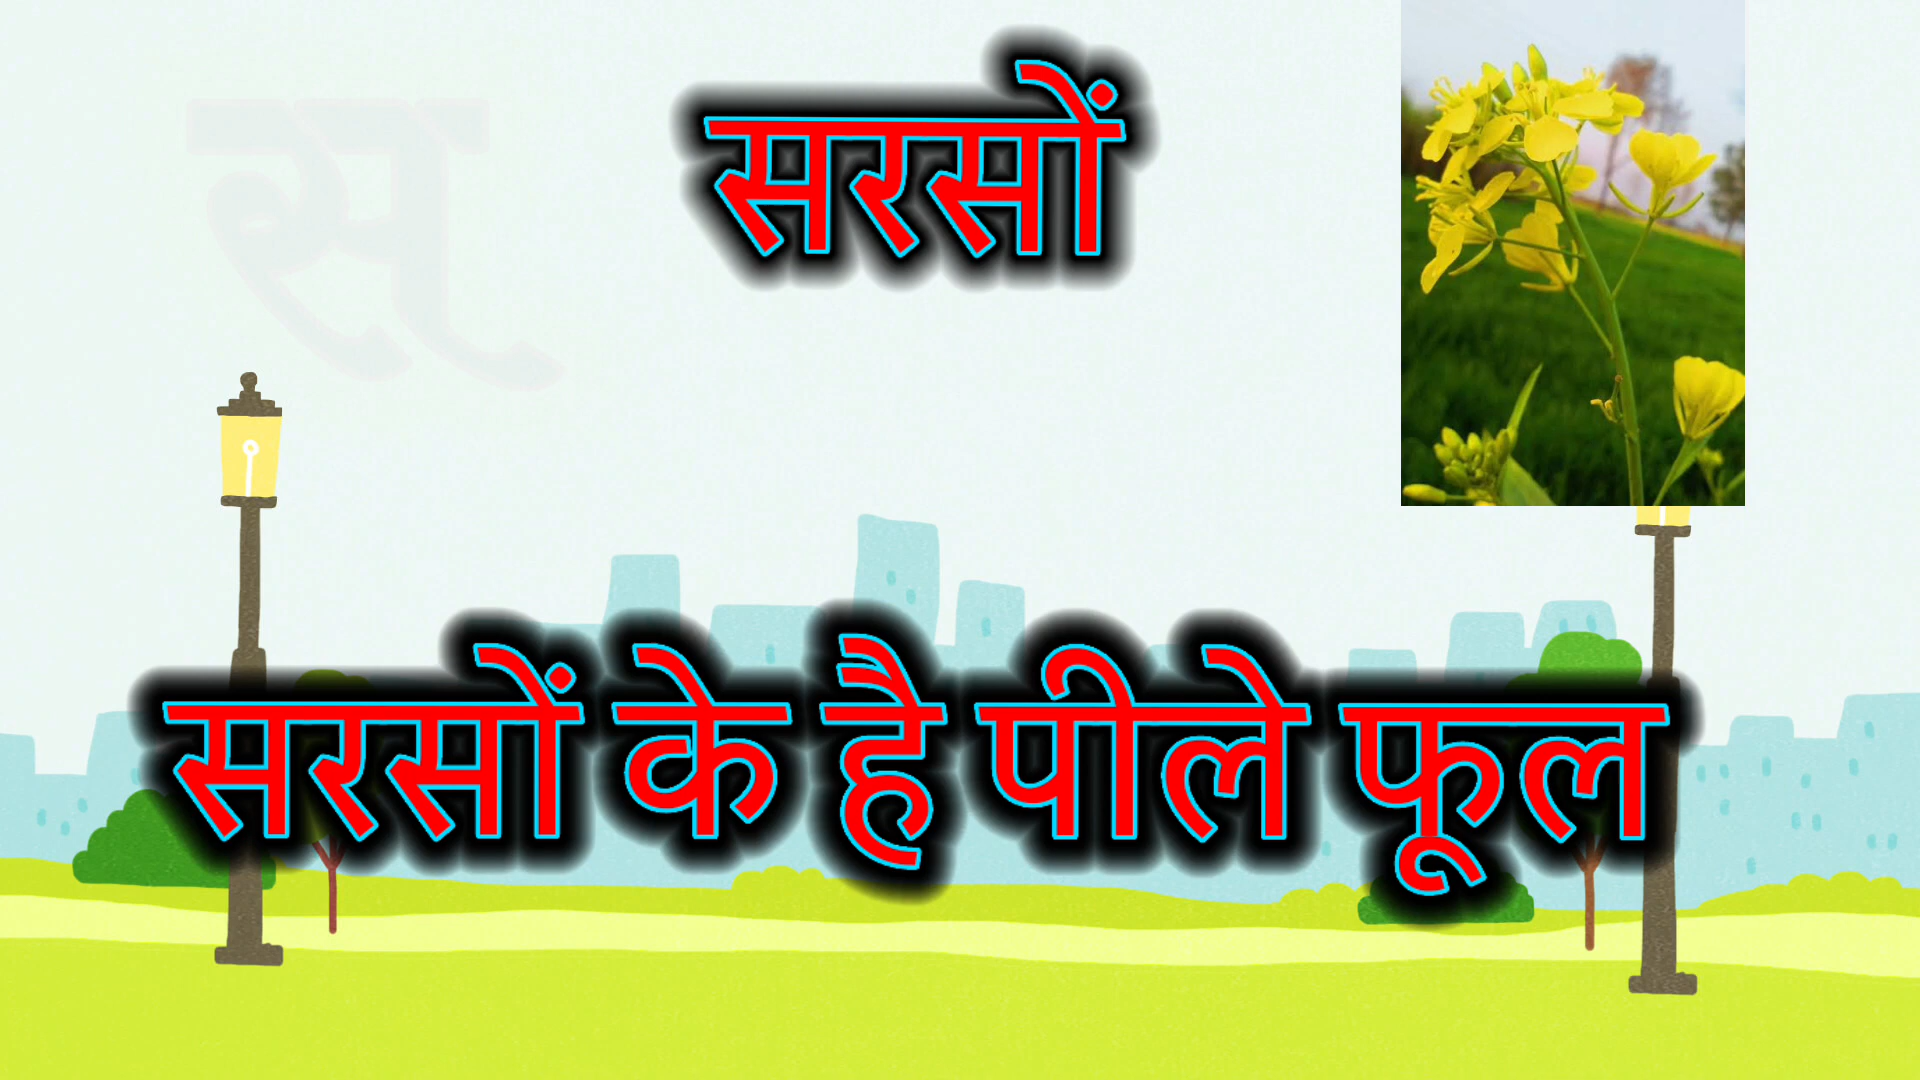 स
सरसों
सरसों के है पीले फूल